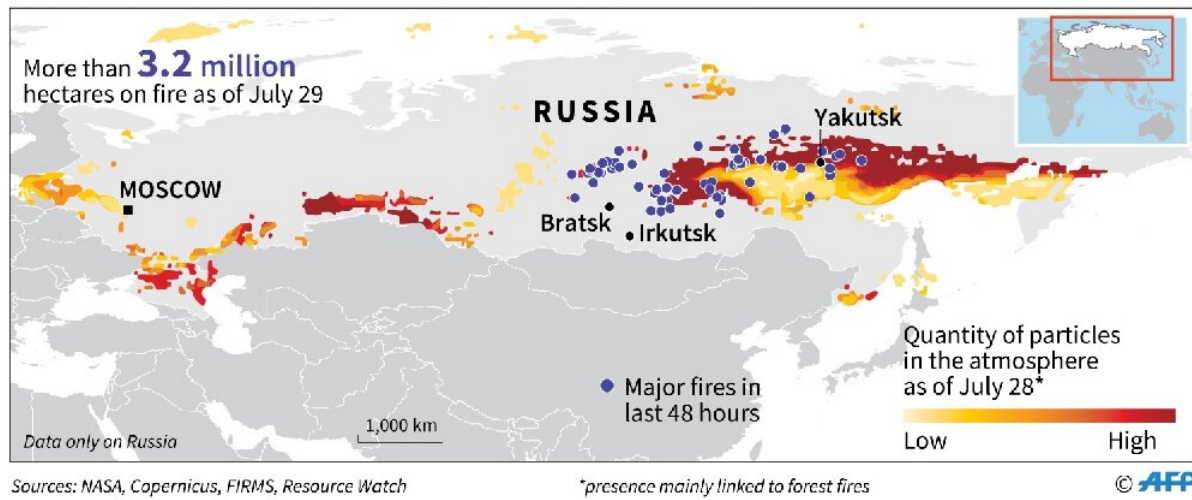 More than 3.2 million
hectares on fire as of July 29
RUSSIA
Yakutsk
MOSCOW
Bratsk
Irkutsk
Quantity of particles
in the atmosphere
as of July 28*
Low High
Major fires in
last 48 hours
1,000 km
Data only on Russia
Sources: NASA, Copernicus, FIRMS, Resource Watch
*presence mainly linked to forest fires
© AFP